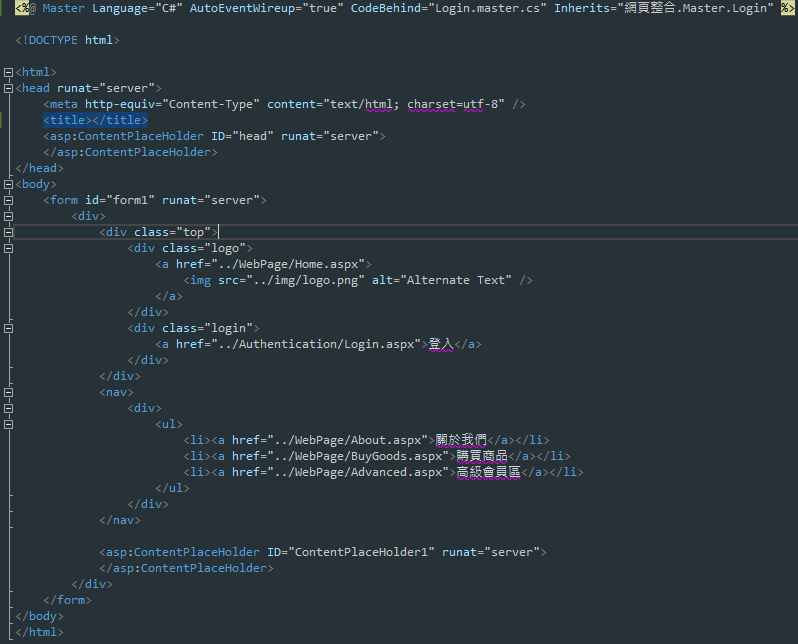 <%@ Master Language="C#" AutoEventWireup="true" CodeBehind="Login.master.cs" Inherits="網頁整合.Master.Login" %>
<!DOCTYPE html>
<html>
<head runat="server">
<meta http-equiv="Content-Type" content="text/html; charset=utf-8" />
<title></title>
<asp:ContentPlaceHolder ID="head" runat="server">
</asp:ContentPlaceHolder>
</head>
<body>
<form id="form1" runat="server">
<div>
<div class="top">
<div class="logo">
<a href="../WebPage/Home.aspx">
<img src="../img/logo.png" alt="Alternate Text" />
</a>
</div>
<div class="login">
<a href="../Authentication/Login.aspx">登入</a>
</div>
</div>
<nav>
<div>
<ul>
<li><a href="../WebPage/About.aspx">關於我們</a></li>
<li><a href="../WebPage/BuyGoods.aspx">購買商品</a></li>
<li><a href="../WebPage/Advanced.aspx">高級會員區</a></li>
</ul>
</div>
</nav>
<asp:ContentPlaceHolder ID="ContentPlaceHolder1" runat="server">
</asp:ContentPlaceHolder>
</div>
</form>
</body>
</html>